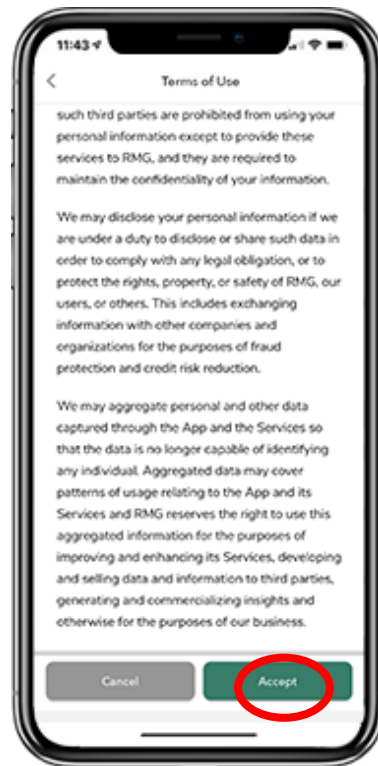 11:43
Terms of Use
such third parties are prohibited from using your
personal information except to provide these
services to RMG, and they are required to
maintain the confidentiality of your information.
We may disclose your personal information if we
are under a duty to disclose or share such data in
order to comply with any legal obligation, or to
protect the rights, property, or safety of RMG, our
users, or others. This includes exchanging
information with other companies and
organizations for the purposes of fraud
protection and credit risk reduction.
We may aggregate personal and other data
captured through the App and the Services so
that the data is no longer capable of identifying
any individual. Aggregated data may cover
patterns of usage relating to the App and its
Services and RMG reserves the right to use this
aggregated information for the purposes of
improving and enhancing its Services, developing
and selling data and information to third parties,
generating and commercializing insights and
otherwise for the purposes of our business.
Cancel Accept